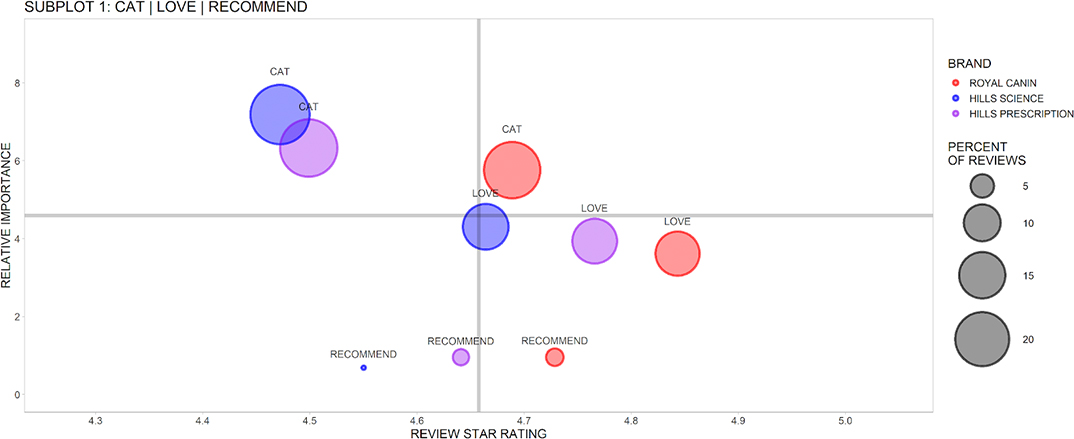 SUBPLOT 1: CAT | LOVE | RECOMMEND
CAT
CAT
CAT
LOVE
LOVE
LOVE
RECOMMEND
RECOMMEND
RECOMMEND
RELATIVE IMPORTANCE
8
6
4
2
0
4.3 4.4 4.5 4.6 4.7 4.8 4.9 5.0
REVIEW STAR RATING
BRAND
ROYAL CANIN
HILLS SCIENCE
HILLS PRESCRIPTION
PERCENT
OF REVIEWS
5
10
15
20